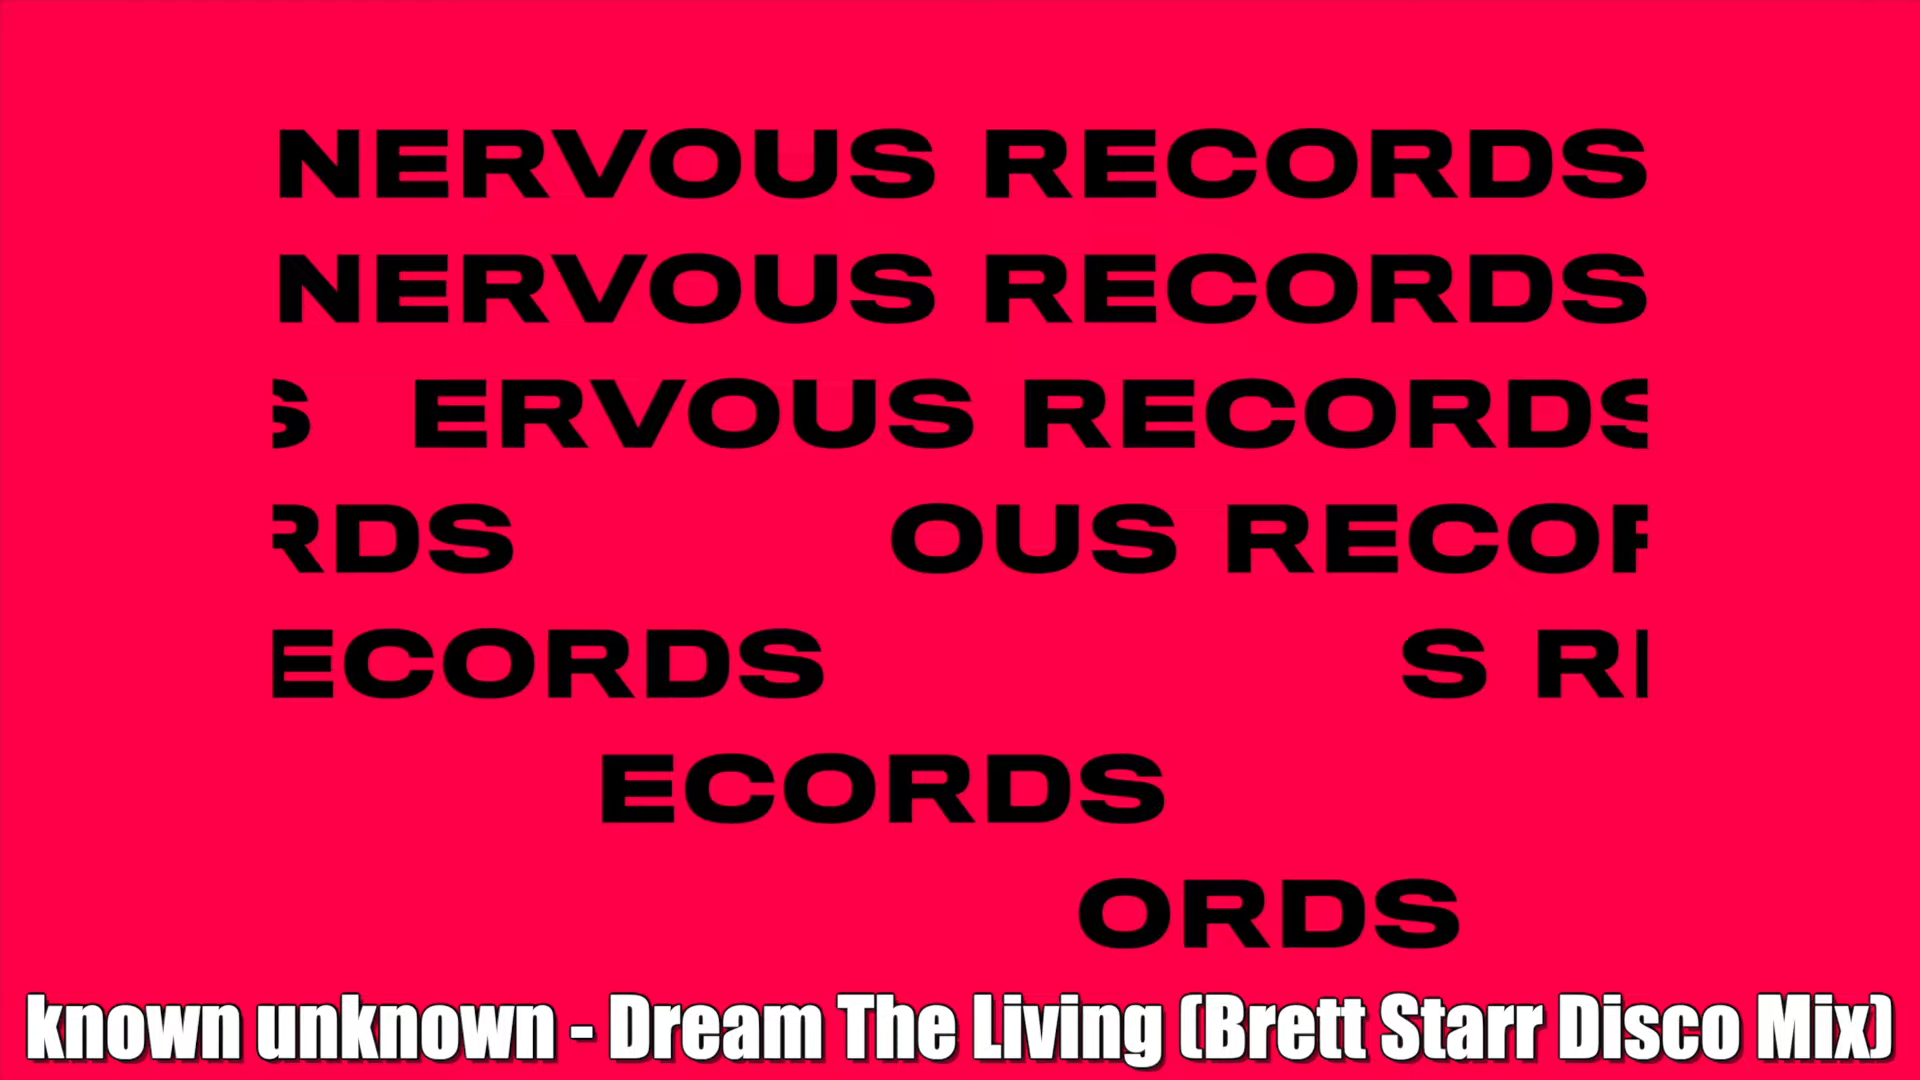 NERVOUS RECORDS
NERVOUS RECORDS
S ERVOUS RECORDS
RDS OUS RECOR
ECORDS S RE
ECORDS
ORDS
known unknown - Dream The Living (Brett Starr Disco Mix)